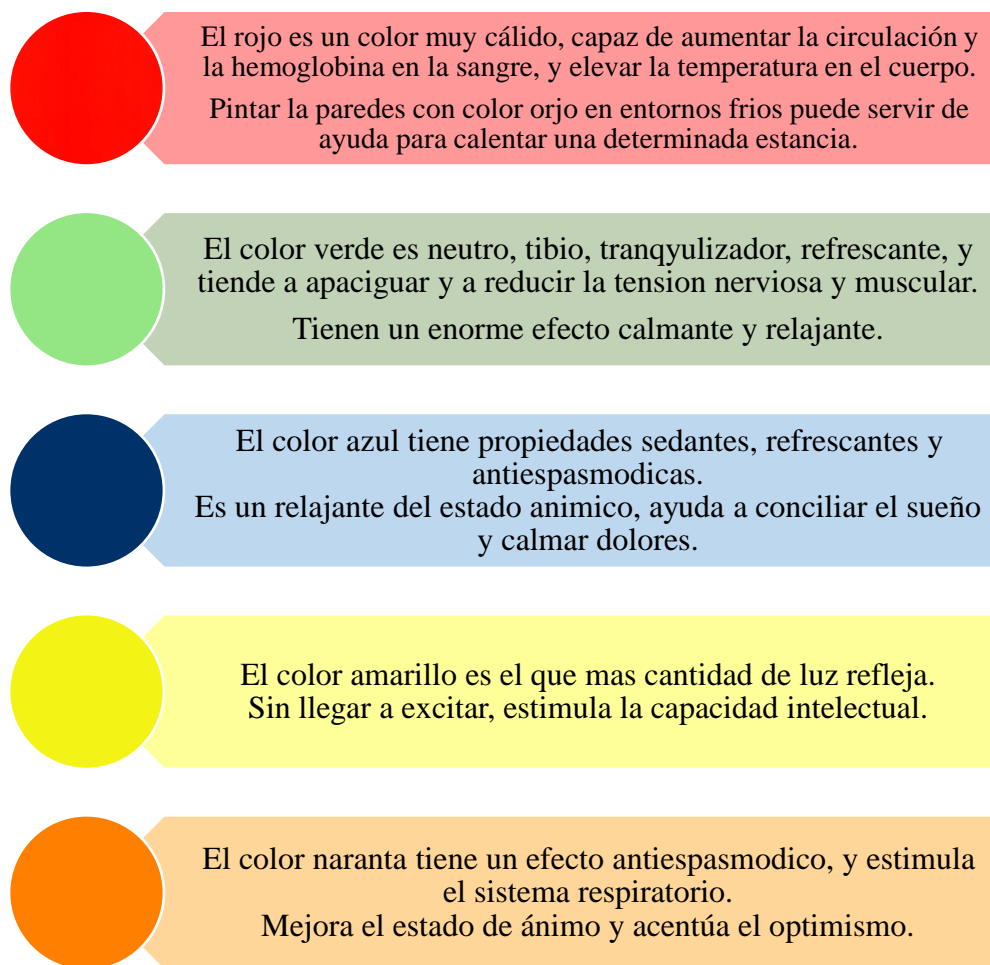 El rojo es un color muy cálido, capaz de aumentar la circulación y
la hemoglobina en la sangre, y elevar la temperatura en el cuerpo.
Pintar la paredes con color orjo en entornos frios puede servir de
ayuda para calentar una determinada estancia.
El color verde es neutro, tibio, tranqyulizador, refrescante, y
tiende a apaciguar y a reducir la tension nerviosa y muscular.
Tienen un enorme efecto calmante y relajante.
El color azul tiene propiedades sedantes, refrescantes y
antiespasmodicas.
Es un relajante del estado animico, ayuda a conciliar el sueño
y calmar dolores.
El color amarillo es el que mas cantidad de luz refleja.
Sin llegar a excitar, estimula la capacidad intelectual.
El color naranta tiene un efecto antiespasmodico, y estimula
el sistema respiratorio.
Mejora el estado de ánimo y acentúa el optimismo.